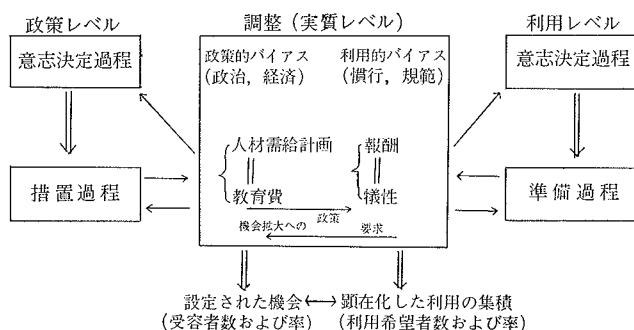 政策レベル
調整(実質レベル)
利用レベル
意志決定過程
政策的バイアス
(政治, 経済)
利用的バイアス
(慣行, 規範)
意志決定過程
人材需給計画
教育費
報酬
犠牲
措置過程
準備過程
政策
機会拡大への 要求
設定された機会
(受容者数および率)
顕在化した利用の集積
(利用希望者数および率)